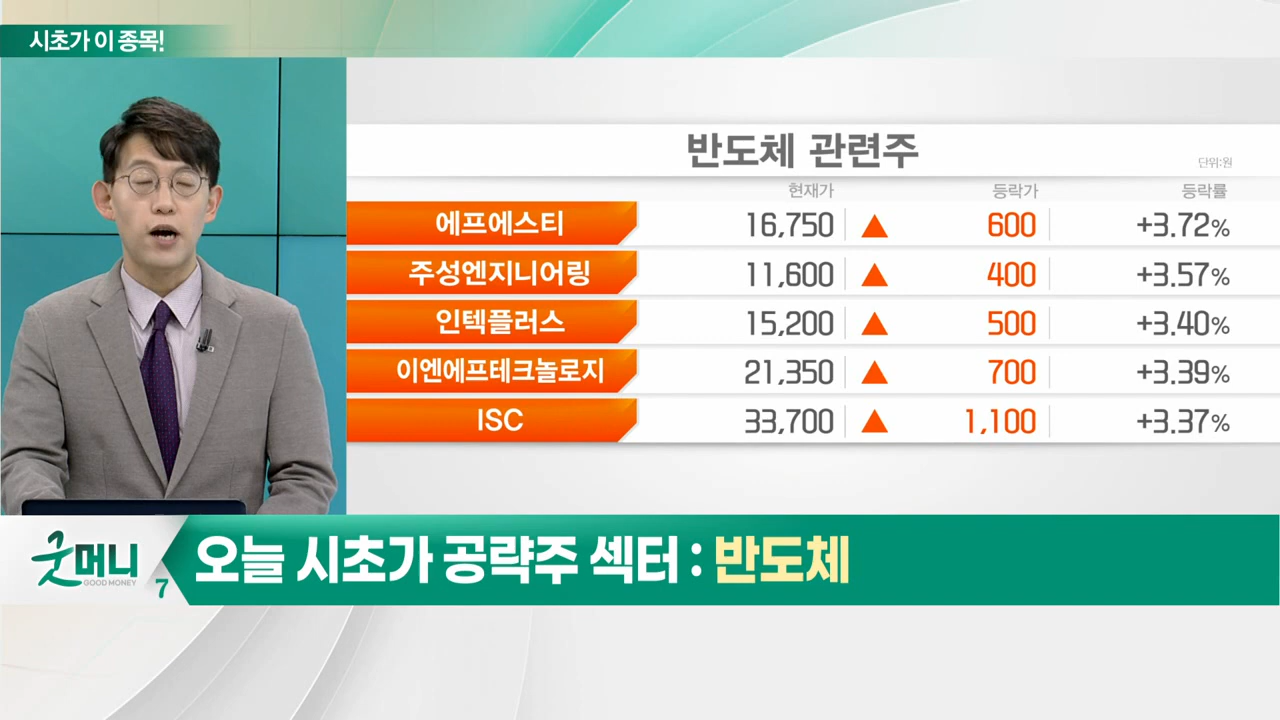 시초가 이 종목!
반도체 관련주
단위:원
현재가 등락가 등락률
에프에스티 16,750 ▲ 600 +3.72%
주성엔지니어링 11,600 ▲ 400 +3.57%
인텍플러스 15,200 ▲ 500 +3.40%
이엔에프테크놀로지 21,350 ▲ 700 +3.39%
ISC 33,700 ▲ 1,100 +3.37%
굿머니
GOOD MONEY
7
오늘 시초가 공략주 섹터 : 반도체